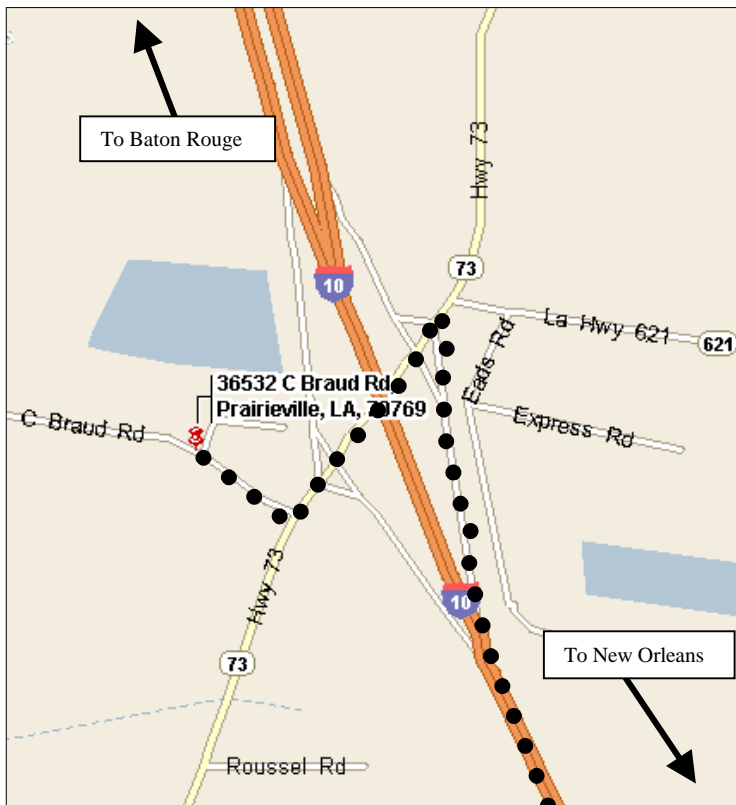 To Baton Rouge
Hwy 73
73
10
La Hwy 621
621
Eads Rd
36532 C Braud Rd
Prairieville, LA, 70769
C Braud Rd
Express Rd
Hwy 73
10
To New Orleans
73
Roussel Rd